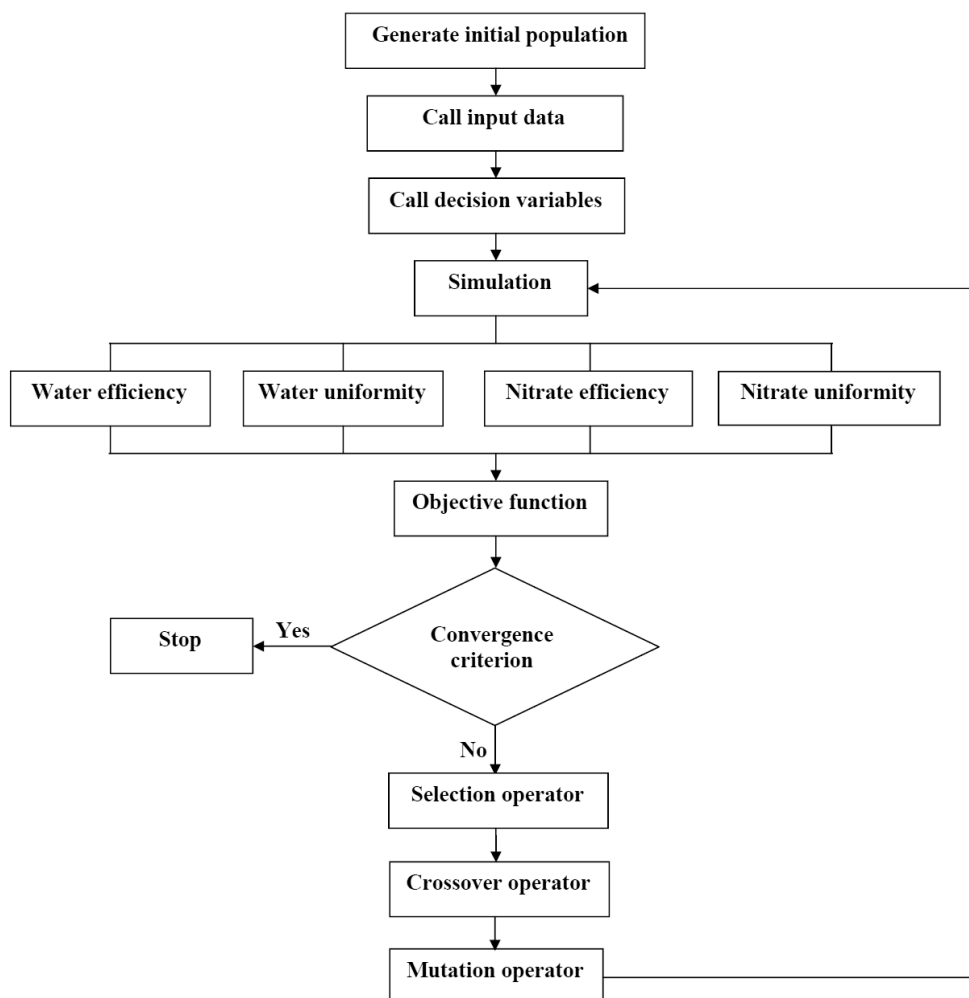 Generate initial population
Call input data
Call decision variables
Simulation
Water efficiency
Water uniformity
Nitrate efficiency
Nitrate uniformity
Objective function
Convergence
criterion
Yes
Stop
No
Selection operator
Crossover operator
Mutation operator